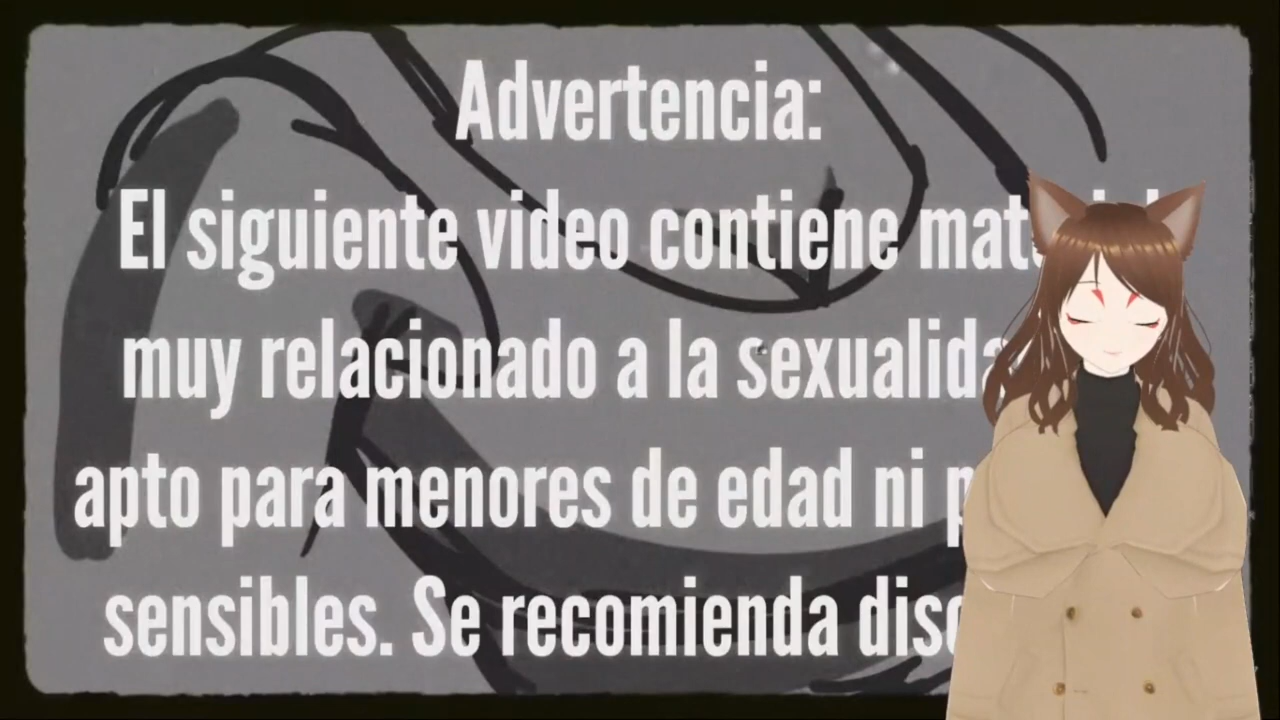 Advertencia:
El siguiente video contiene
muy relacionado a la
apto para menores de edad ni
sensibles. Se recomienda